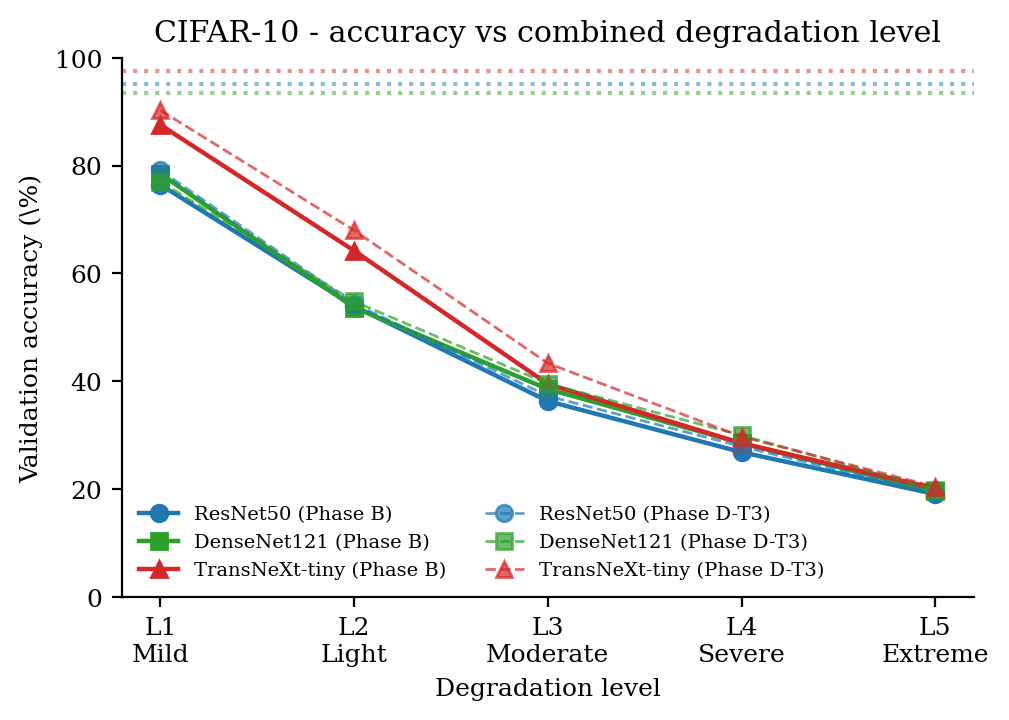 CIFAR-10 - accuracy vs combined degradation level
Validation accuracy (\%)
100
80
60
40
20
0
ResNet50 (Phase B)
DenseNet121 (Phase B)
TransNeXt-tiny (Phase B)
ResNet50 (Phase D-T3)
DenseNet121 (Phase D-T3)
TransNeXt-tiny (Phase D-T3)
L1
Mild
L2
Light
L3
Moderate
L4
Severe
L5
Extreme
Degradation level